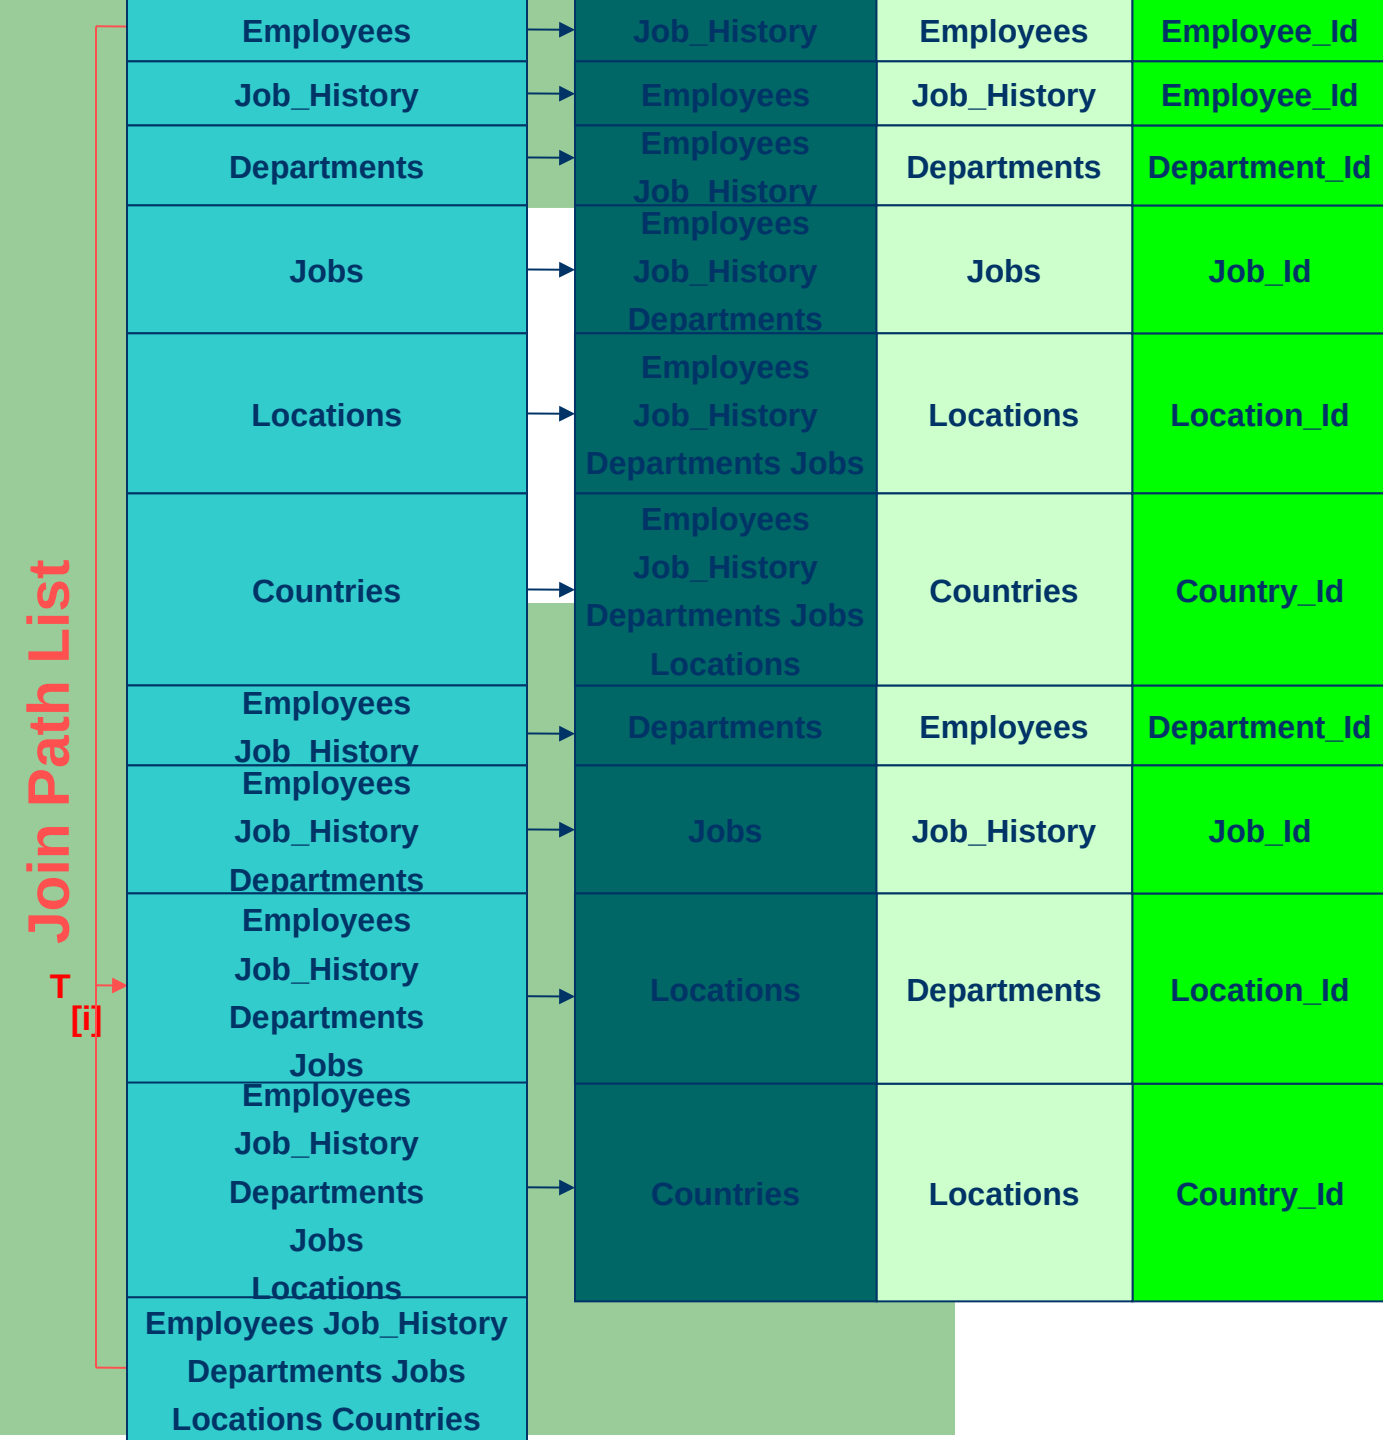 Join Path List
T
[i]
Employees
Job_History
Employees
Employee_Id
Job_History
Employees
Job_History
Employee_Id
Departments
Employees
Job_History
Departments
Department_Id
Jobs
Employees
Job_History
Departments
Jobs
Job_Id
Locations
Employees
Job_History
Departments Jobs
Locations
Location_Id
Countries
Employees
Job_History
Departments Jobs
Locations
Countries
Country_Id
Employees
Job_History
Departments
Employees
Department_Id
Employees
Job_History
Departments
Jobs
Job_History
Job_Id
Employees
Job_History
Departments
Jobs
Locations
Departments
Location_Id
Employees
Job_History
Departments
Jobs
Locations
Countries
Locations
Country_Id
Employees Job_History
Departments Jobs
Locations Countries